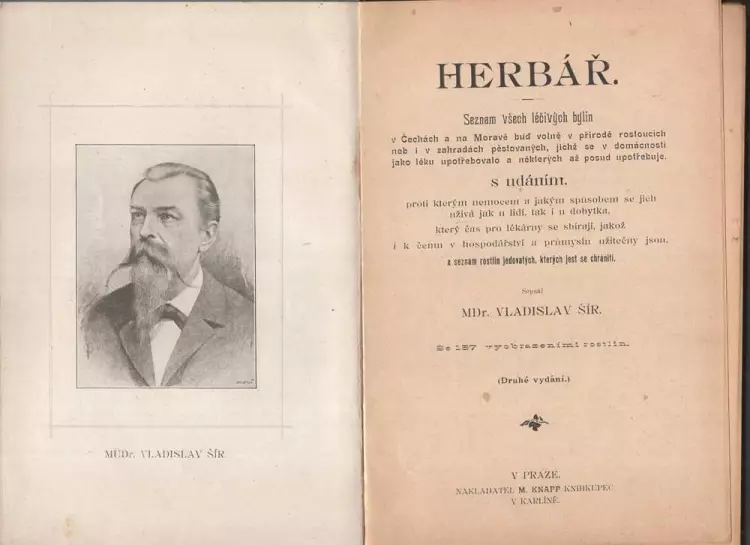 MUDr. VLADISLAV ŠÍR
HERBÁŘ.
Seznam všech léčivých bylin
v Čechách a na Moravě buď volně v přírodě rostoucích
neb i v zahradách pěstovaných, jichž se v domácnosti
jako léku upotřebovalo a některých až posud upotřebuje,
s udáním,
proti kterým nemocem a jakým spůsobem se jich
užívá jak u lidí, tak i u dobytka,
který čas pro lékárny se sbírají, jakož
i k čemu v hospodářství a průmyslu užitečny jsou,
a seznam rostlin jedovatých, kterých jest se chrániti.
Sepsal
MDr. VLADISLAV ŠÍR.
Se 157 vyobrazeními rostlin.
(Druhé vydání.)
V PRAZE.
NAKLADATEL M. KNAPP KNIHKUPEC
V KARLÍNĚ.